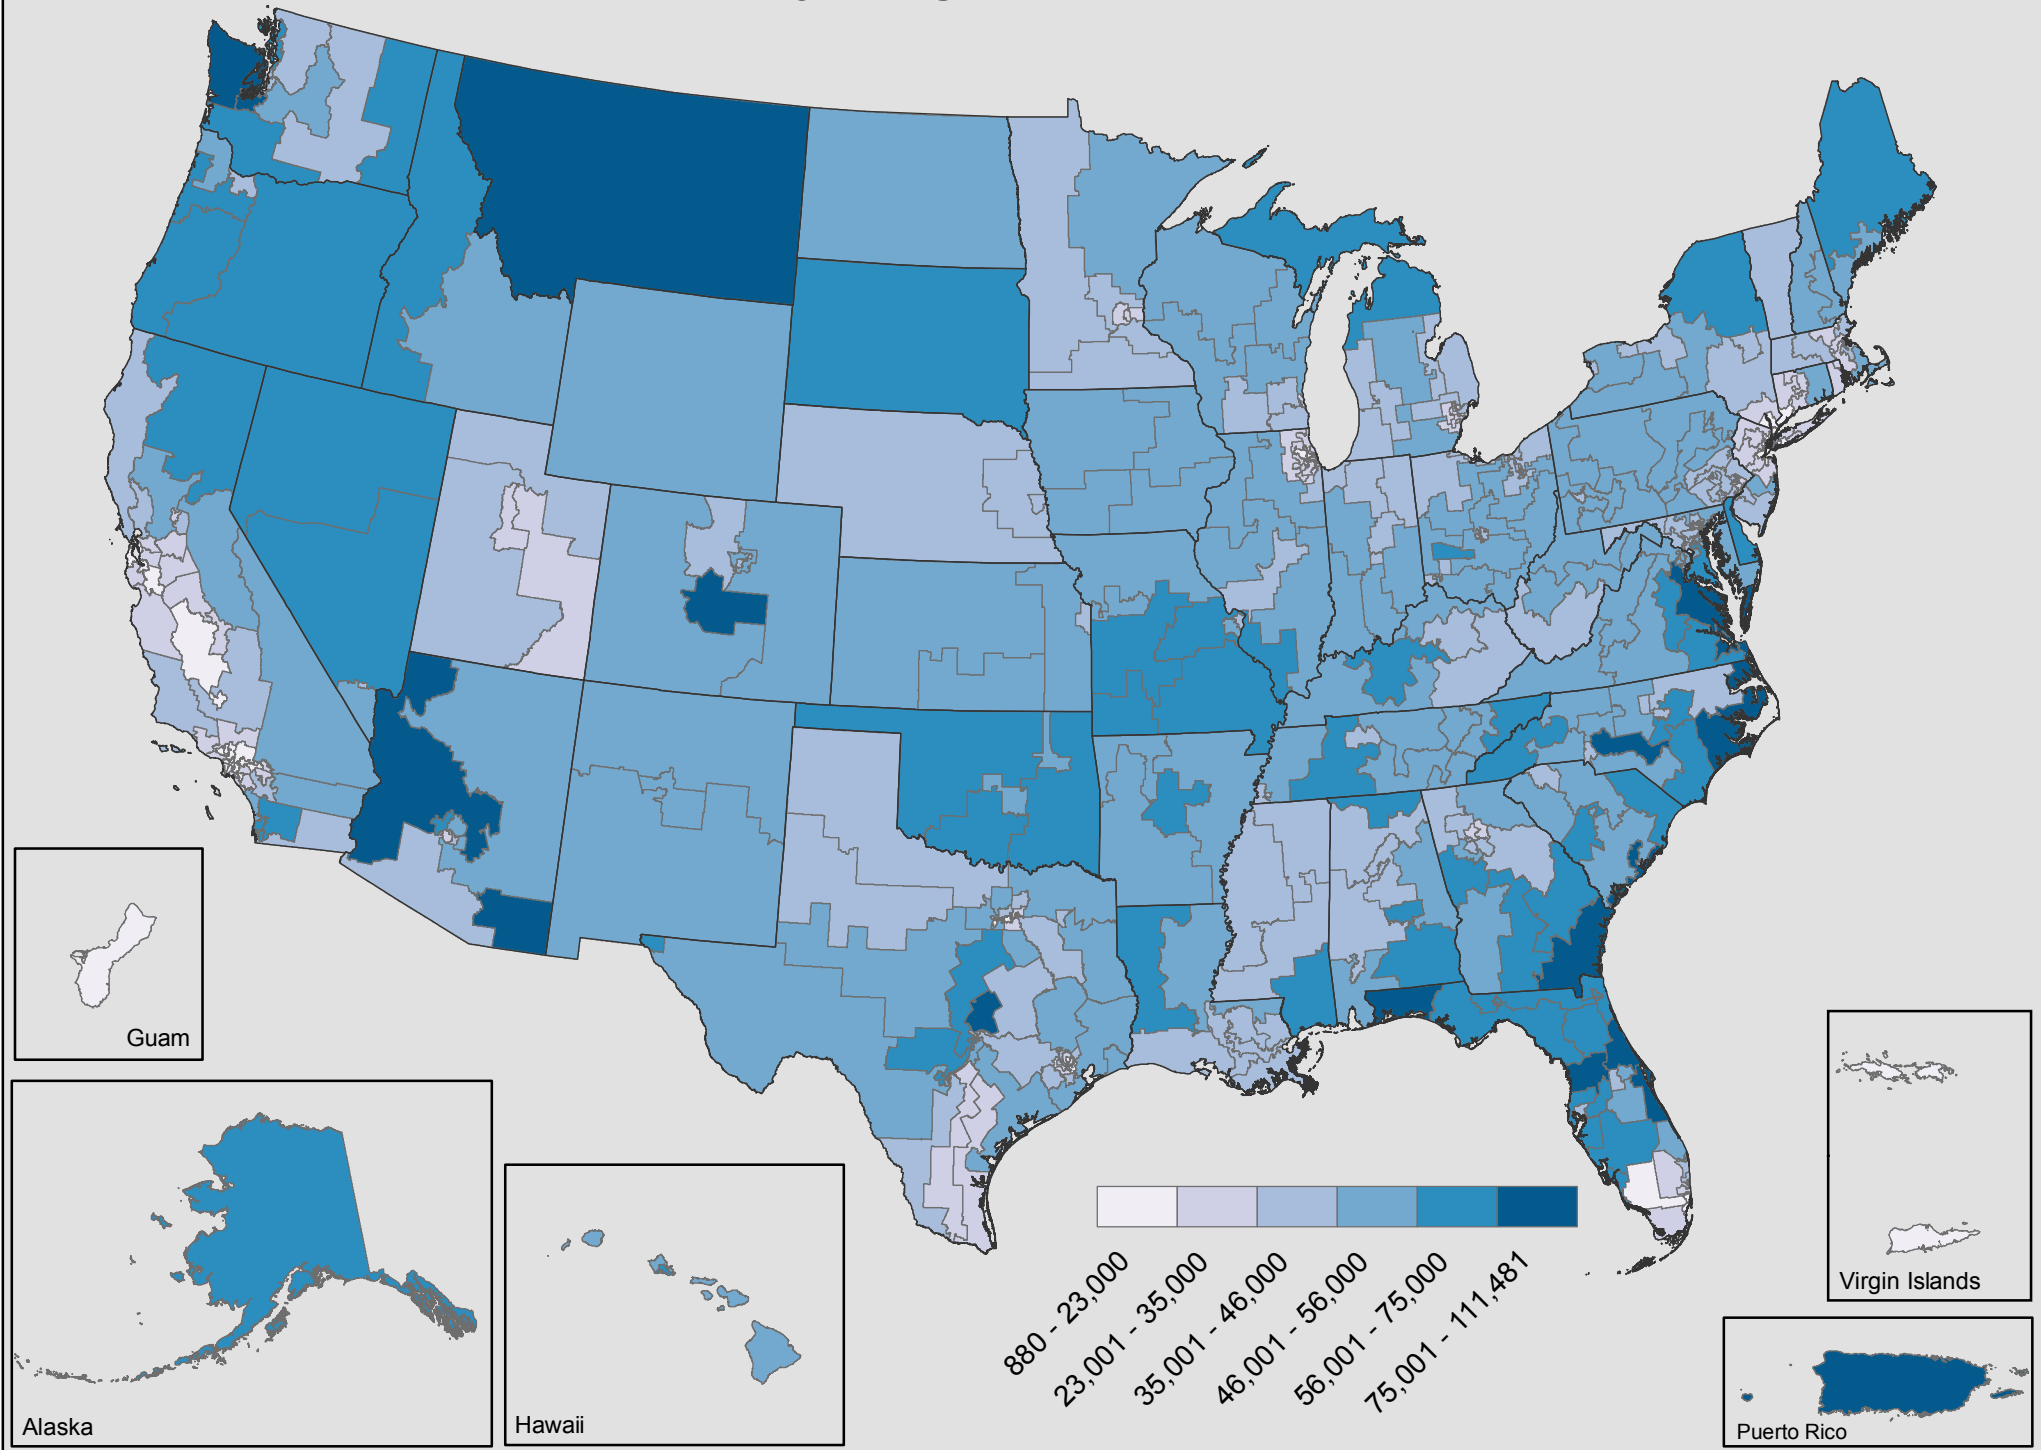 Guam
Alaska
Hawaii
880 - 23,000
23,001 - 35,000
35,001 - 46,000
46,001 - 56,000
56,001 - 75,000
75,001 - 111,481
Virgin Islands
Puerto Rico